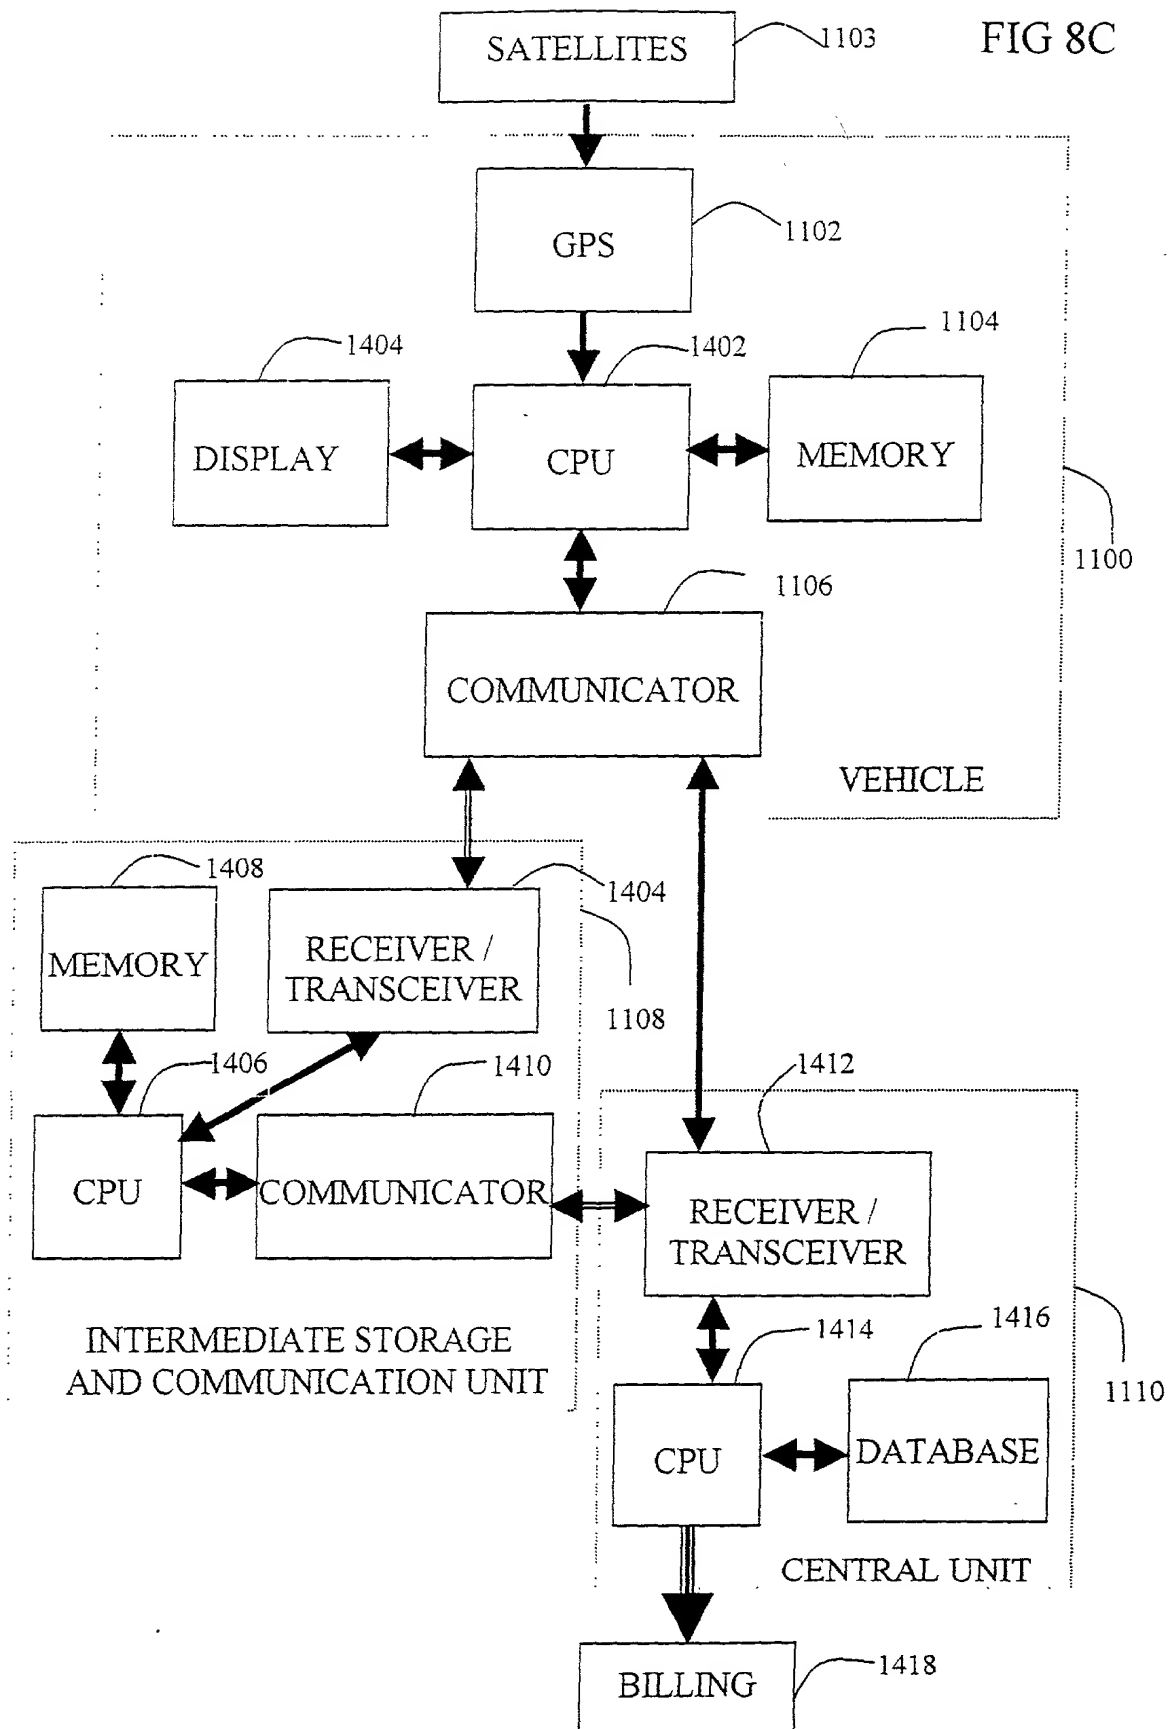 FIG 8C
SATELLITES
1103
GPS
1102
1404
1402
1104
DISPLAY
CPU
MEMORY
1100
1106
COMMUNICATOR
VEHICLE
1408
1404
MEMORY
RECEIVER /
TRANSCEIVER
1108
1406
1410
1412
CPU
COMMUNICATOR
RECEIVER /
TRANSCEIVER
INTERMEDIATE STORAGE
AND COMMUNICATION UNIT
1414
1416
1110
CPU
DATABASE
CENTRAL UNIT
BILLING
1418